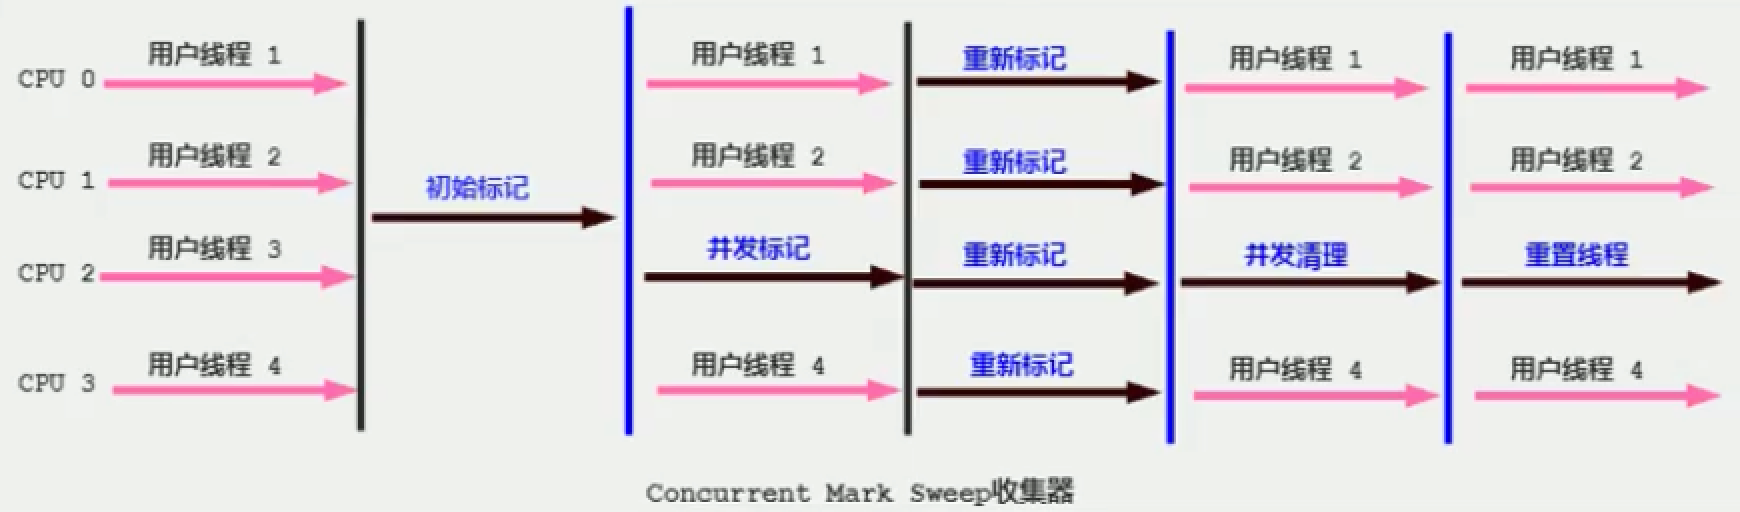 用户线程 1
用户线程 1
重新标记
用户线程 1
用户线程 1
CPU 0
用户线程 2
用户线程 2
重新标记
用户线程 2
用户线程 2
CPU 1
初始标记
用户线程 3
并发标记
重新标记
并发清理
重置线程
CPU 2
用户线程 4
用户线程 4
重新标记
用户线程 4
用户线程 4
CPU 3
Concurrent Mark Sweep收集器